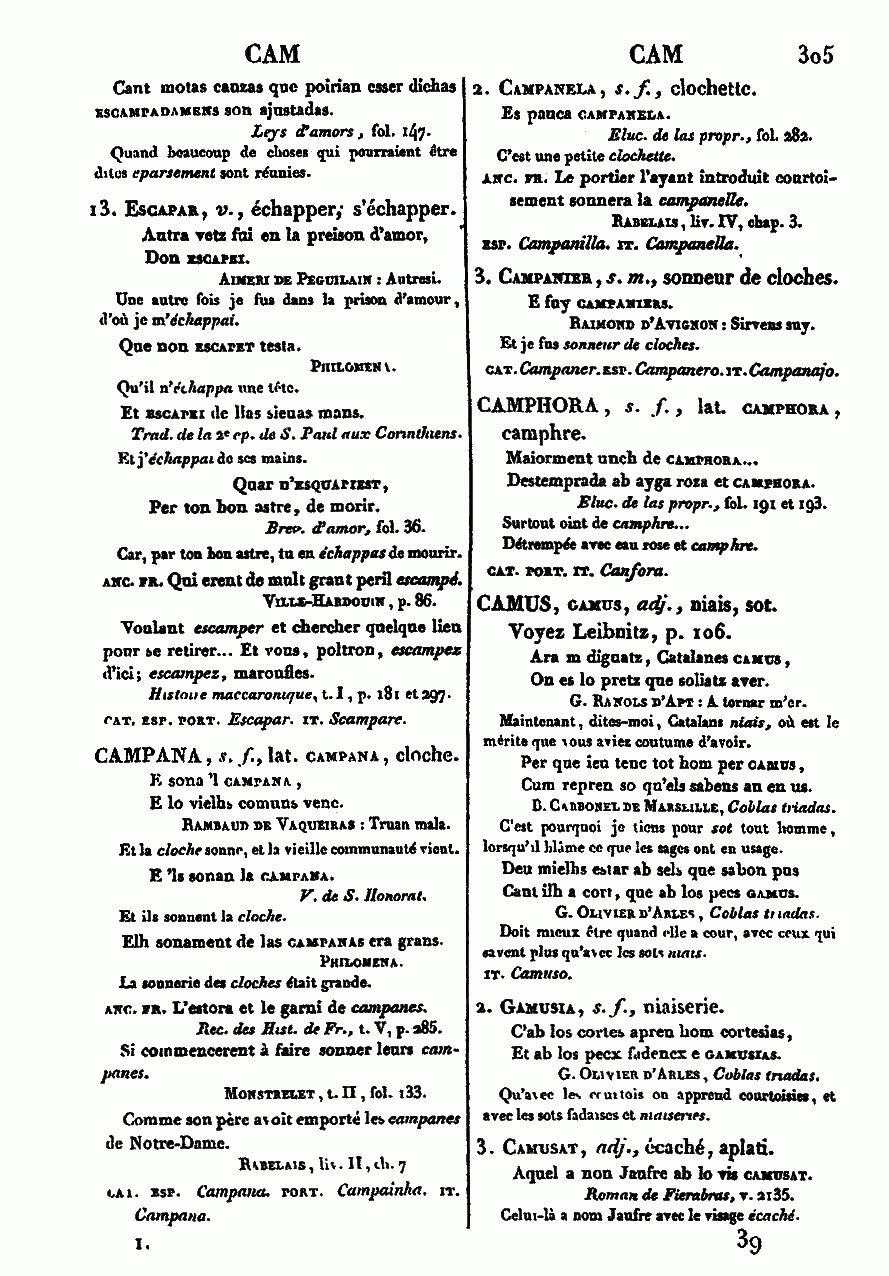 CAM
CAM 305
Cant motas causas que poirian esser dichas
ESCAMPADAMENS son ajustadas.
Leys d'amors, fol. 147.
Quand beaucoup de choses qui pourraient être
dites eparsement sont réunies.
13. ESCAPAR, v., échapper, s'échapper.
Autra vetz fui en la preison d'amor,
Don ESCAPEI.
AIMERI DE PEGUILAIN : Autresi.
Une autre fois je fus dans la prison d'amour,
d'où je m'échappai.
Que non ESCAPET testa.
PHILOMENA.
Qu'il n'échappa une tête.
Et ESCAPEI de llas sieuas mans.
Trad. de la 2e ep. de S. Paul aux Corinthiens.
Et j'échappai de ses mains.
Quar n'ESQUAPIEST,
Per ton bon astre, de morir.
Brev. d'amor, fol. 36.
Car, par ton bon astre, tu en échappas de mourir.
ANC. FR. Qui erent de mult grant peril escampé.
VILLE-HARDOUIN, p. 86.
Voulant escamper et chercher quelque lieu
pour se retirer... Et vous, poltron, escampez
d'ici; escampez, maroufles.
Histoire maccaronique, t. I, p. 181 et 297.
CAT. ESP. PORT. Escapar. IT. Scampare.
CAMPANA, s. f., lat. CAMPANA, cloche.
E sona 'l CAMPANA,
E lo vielhs comuns venc.
RAMBAUD DE VAQUEIRAS : Truan mala.
Et la cloche sonne, et la vieille communauté vient.
E 'ls sonan la CAMPANA.
V. de S. Honorat.
Et ils sonnent la cloche.
Elh sonament de las CAMPANAS era grans.
PHILOMENA.
La sonnerie des cloches était grande.
ANC. FR. L'estora et le garni de campanes.
Rec. des Hist. de Fr., t. V, p. 285.
Si commencerent à faire sonner leurs cam-
panes.
MONSTRELET, t. II, fol. 133.
Comme son père avoit emporté les campanes
de Notre-Dame.
RABELAIS, liv. II, ch. 7
CAT. ESP. Campana. PORT. Campainha. IT.
Campana.
I.
2. CAMPANELA, s. f., clochette.
Es pauca CAMPANELA.
Eluc. de las propr., fol. 282.
C'est une petite clochette.
ANC. FR. Le portier l'ayant introduit courtoi-
sement sonnera la campanelle.
RABELAIS, liv. IV, chap. 3.
ESP. Campanilla. IT. Campanella.
3. CAMPANIER, s. m., sonneur de cloches.
E fuy CAMPANIERS.
RAIMOND D'AVIGNON : Sirvens suy.
Et je fus sonneur de cloches.
CAT. Campaner. ESP. Campanero. IT. Campanajo.
CAMPHORA, s. f., lat. CAMPHORA,
camphre.
Maiorment unch de CAMPHORA...
Destemprada ab ayga roza et CAMPHORA.
Eluc. de las propr., fol. 191 et 193.
Surtout oint de camphre...
Détrempée avec eau rose et camphre.
CAT. PORT. IT. Canfora.
CAMUS, GAMUS, adj., niais, sot.
Voyez Leibnitz, p. 106.
Ara m diguatz, Catalanes CAMUS,
On es lo pretz que soliatz aver.
G. RANOLS D'APT : A tornar m'er.
Maintenant, dites-moi, Catalans niais, où est le
mérite que vous aviez coutume d'avoir.
Per que ieu tenc tot hom per GAMUS,
Cum repren so qu'els sabens an en us.
B. CARBONEL DE MARSEILLE, Coblas triadas.
C'est pourquoi je tiens pour sot tout homme,
lorsqu'il blâme ce que les sages ont en usage.
Deu mielhs estar ab sels que sabon pus
Cant ilh a cort, que ab los pecs GAMUS.
G. OLIVIER D'ARLES, Coblas triadas.
Doit mieux être quand elle a cour, avec ceux qui
savent plus qu'avec les sots niais.
IT. Camuso.
2. GAMUSIA, s. f., niaiserie.
C'ab los cortes apren hom cortesias,
Et ab los pecx fadencx e GAMUSIAS.
G. OLIVIER D'ARLES, Coblas triadas.
Qu'avec les courtois on apprend courtoisies, et
avec les sots fadaises et niaiseries.
3. CAMUSAT, adj., écaché, aplati.
Aquel a non Jaufre ab lo vis CAMUSAT.
Roman de Fierabras, v. 2135.
Celui-là a nom Jaufre avec le visage écaché.
39